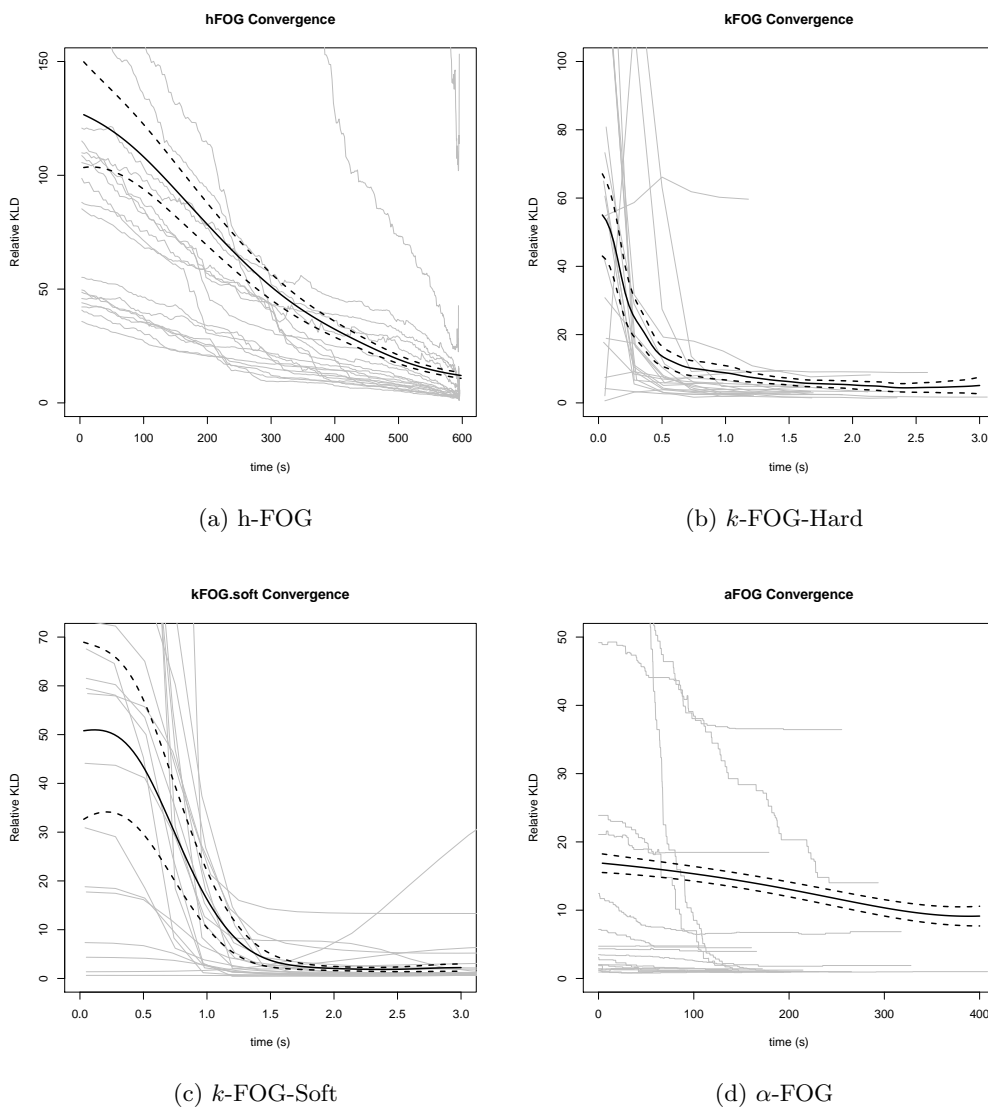 hFOG Convergence
150
100
50
0
Relative KLD
0 100 200 300 400 500 600
time (s)
(a) h-FOG
kFOG Convergence
100
80
60
40
20
0
Relative KLD
0.0 0.5 1.0 1.5 2.0 2.5 3.0
time (s)
(b) k-FOG-Hard
kFOG.soft Convergence
70
60
50
40
30
20
10
0
Relative KLD
0.0 0.5 1.0 1.5 2.0 2.5 3.0
time (s)
(c) k-FOG-Soft
aFOG Convergence
50
40
30
20
10
0
Relative KLD
0 100 200 300 400
time (s)
(d) α-FOG